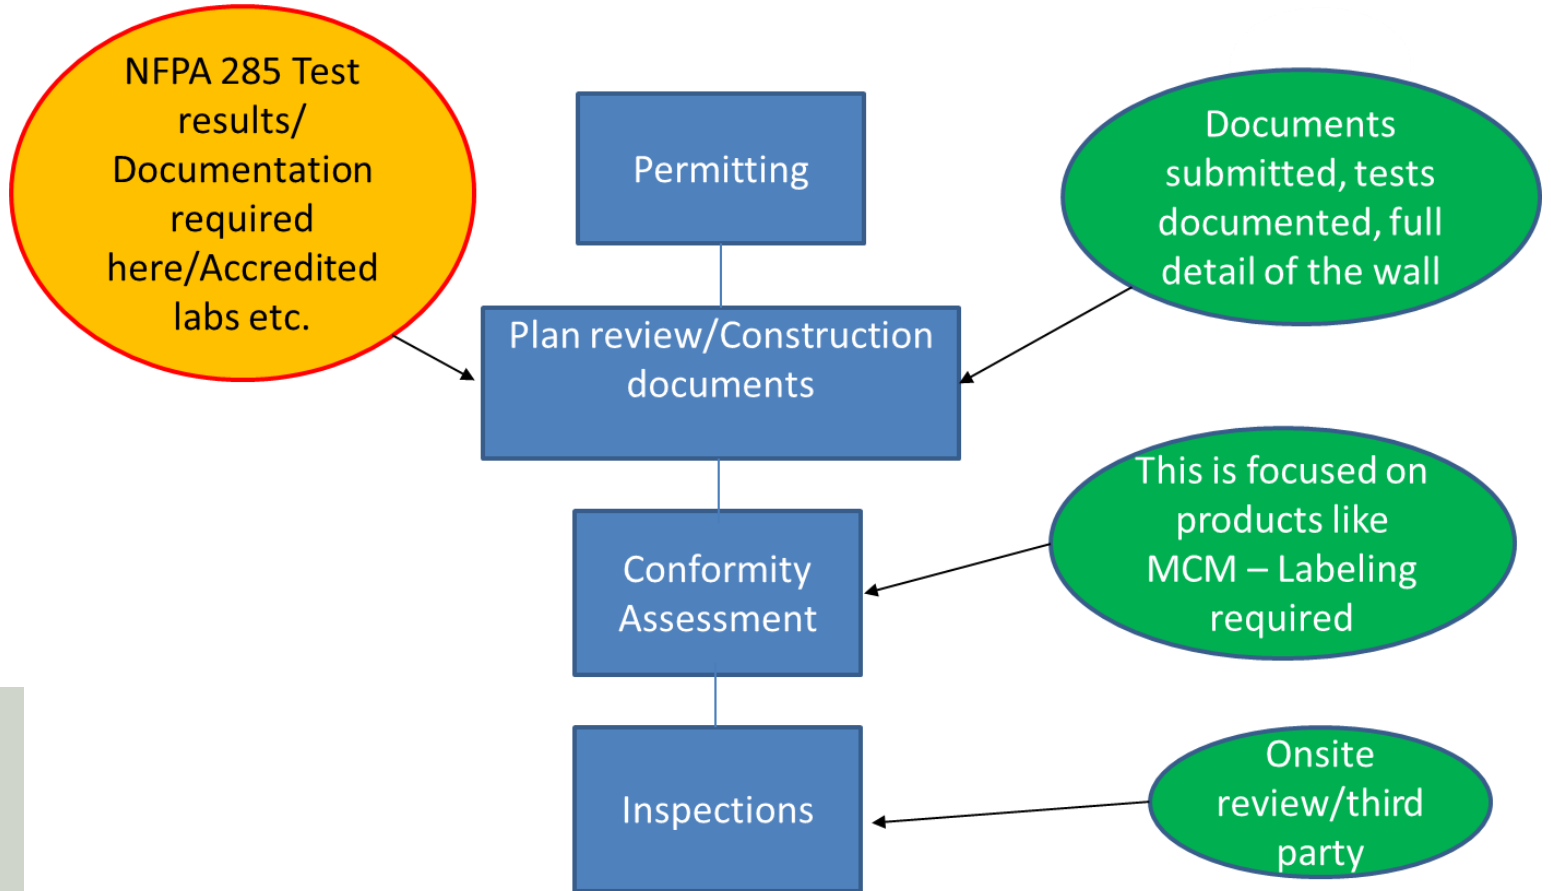 NFPA 285 Test
results/
Documentation
required
here/Accredited
labs etc.
Permitting
Documents
submitted, tests
documented, full
detail of the wall
Plan review/Construction
documents
This is focused on
products like
MCM – Labeling
required
Conformity
Assessment
Inspections
Onsite
review/third
party